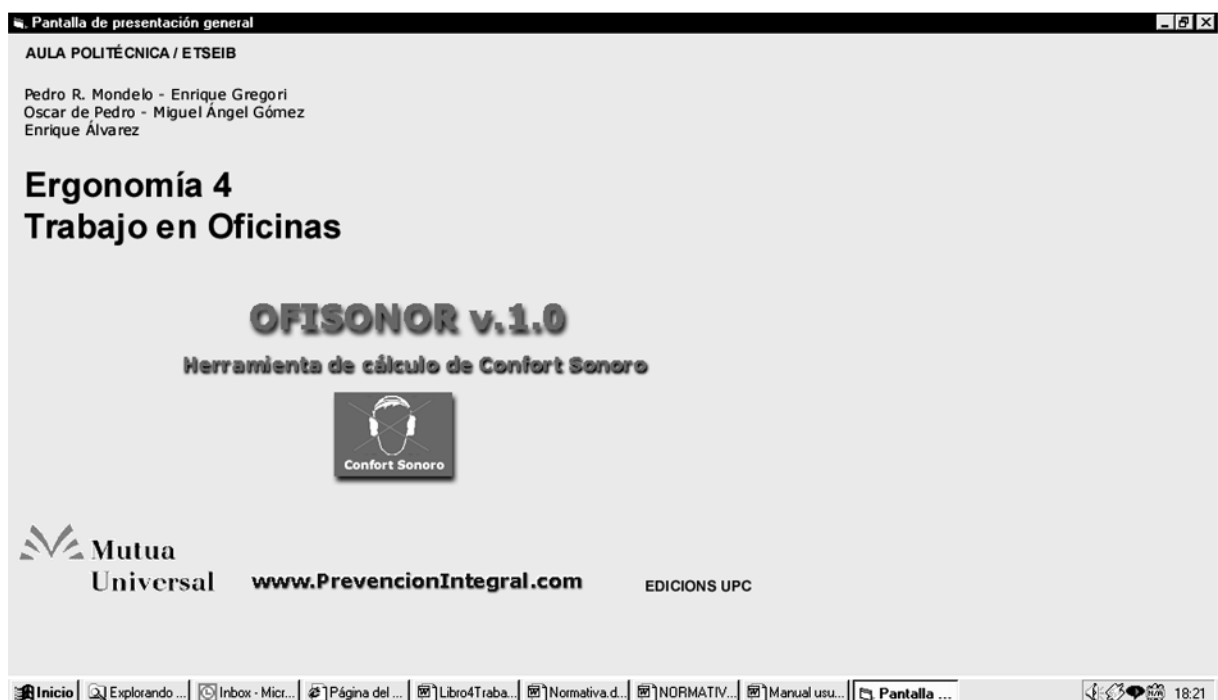 Pantalla de presentación general
AULA POLITÉCNICA / ETSEIB
Pedro R. Mondelo - Enrique Gregori
Oscar de Pedro - Miguel Ángel Gómez
Enrique Álvarez
Ergonomía 4
Trabajo en Oficinas
OFISONOR v.1.0
Herramienta de cálculo de Confort Sonoro
Confort Sonoro
Mutua
Universal
www.PrevencionIntegral.com
EDICIONS UPC
Inicio Explorando ... Inbox - Micr... Página del ... Libro4Traba... Normativa.d... NORMATIV... Manual usu... Pantalla ... 18:21